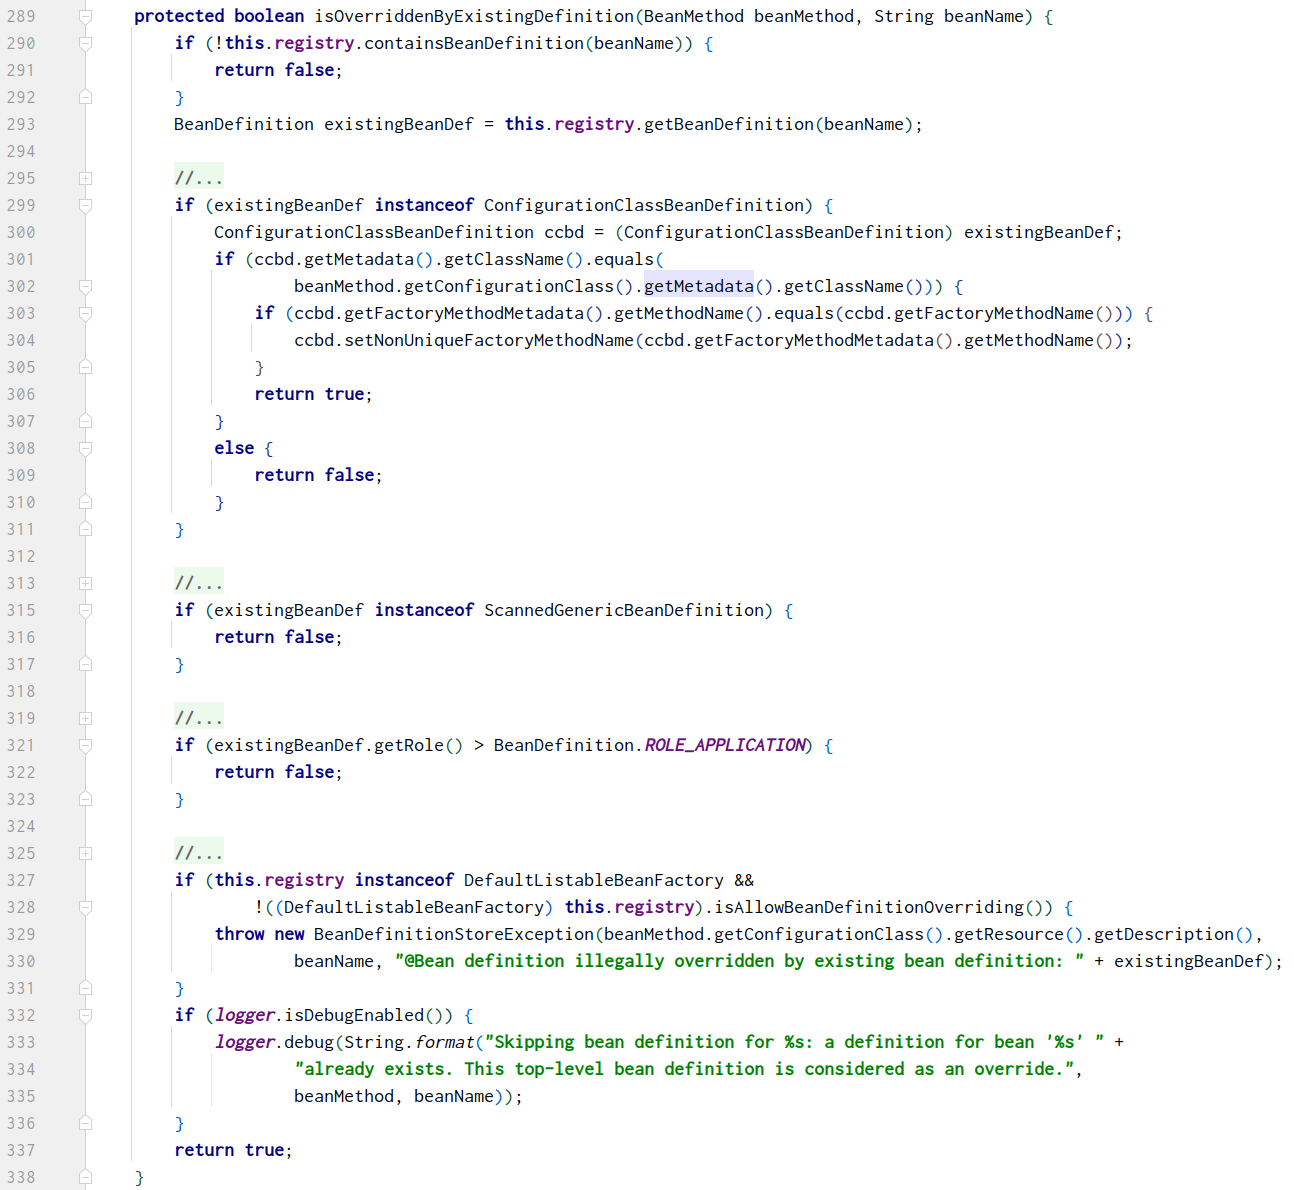 289 protected boolean isOverriddenByExistingDefinition(BeanMethod beanMethod, String beanName) {
290     if (!this.registry.containsBeanDefinition(beanName)) {
291         return false;
292     }
293     BeanDefinition existingBeanDef = this.registry.getBeanDefinition(beanName);
294
295     //...
299     if (existingBeanDef instanceof ConfigurationClassBeanDefinition) {
300         ConfigurationClassBeanDefinition ccbd = (ConfigurationClassBeanDefinition) existingBeanDef;
301         if (ccbd.getMetadata().getClassName().equals(
302                 beanMethod.getConfigurationClass().getMetadata().getClassName())) {
303             if (ccbd.getFactoryMethodMetadata().getMethodName().equals(ccbd.getFactoryMethodName())) {
304                 ccbd.setNonUniqueFactoryMethodName(ccbd.getFactoryMethodMetadata().getMethodName());
305             }
306             return true;
307         }
308         else {
309             return false;
310         }
311     }
312
313     //...
315     if (existingBeanDef instanceof ScannedGenericBeanDefinition) {
316         return false;
317     }
318
319     //...
321     if (existingBeanDef.getRole() > BeanDefinition.ROLE_APPLICATION) {
322         return false;
323     }
324
325     //...
327     if (this.registry instanceof DefaultListableBeanFactory &&
328             !((DefaultListableBeanFactory) this.registry).isAllowBeanDefinitionOverriding()) {
329         throw new BeanDefinitionStoreException(beanMethod.getConfigurationClass().getResource().getDescription(),
330                 beanName, "@Bean definition illegally overridden by existing bean definition: " + existingBeanDef);
331     }
332     if (logger.isDebugEnabled()) {
333         logger.debug(String.format("Skipping bean definition for %s: a definition for bean '%s' " +
334                 "already exists. This top-level bean definition is considered as an override.",
335                 beanMethod, beanName));
336     }
337     return true;
338 }